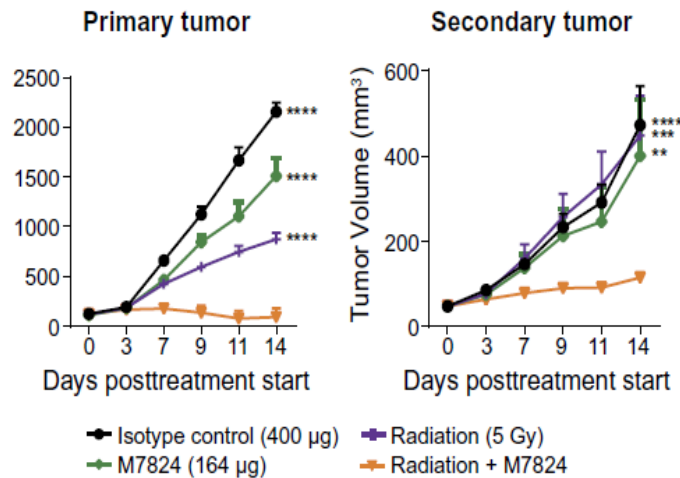 Primary tumor
2500
2000
1500
1000
500
0
****
****
****
0 3 7 9 11 14
Days posttreatment start
Secondary tumor
Tumor Volume (mm³)
600
400
200
0
****
***
**
0 3 7 9 11 14
Days posttreatment start
Isotype control (400 µg)
Radiation (5 Gy)
M7824 (164 µg)
Radiation + M7824